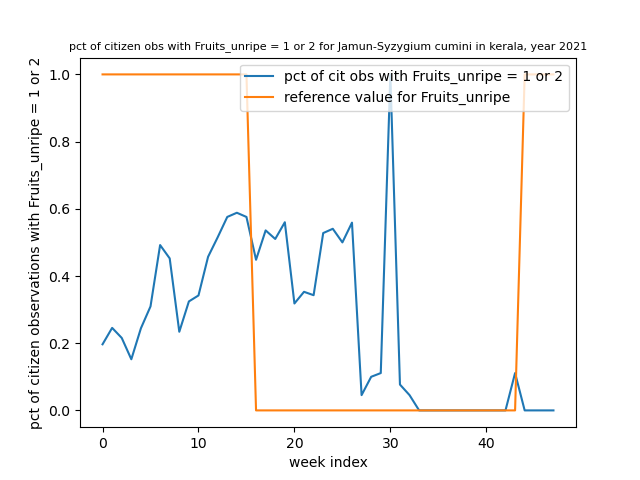 pct of citizen obs with Fruits_unripe = 1 or 2 for Jamun-Syzygium cumini in kerala, year 2021
pct of citizen observations with Fruits_unripe = 1 or 2
1.0
0.8
0.6
0.4
0.2
0.0
pct of cit obs with Fruits_unripe = 1 or 2
reference value for Fruits_unripe
0 10 20 30 40
week index